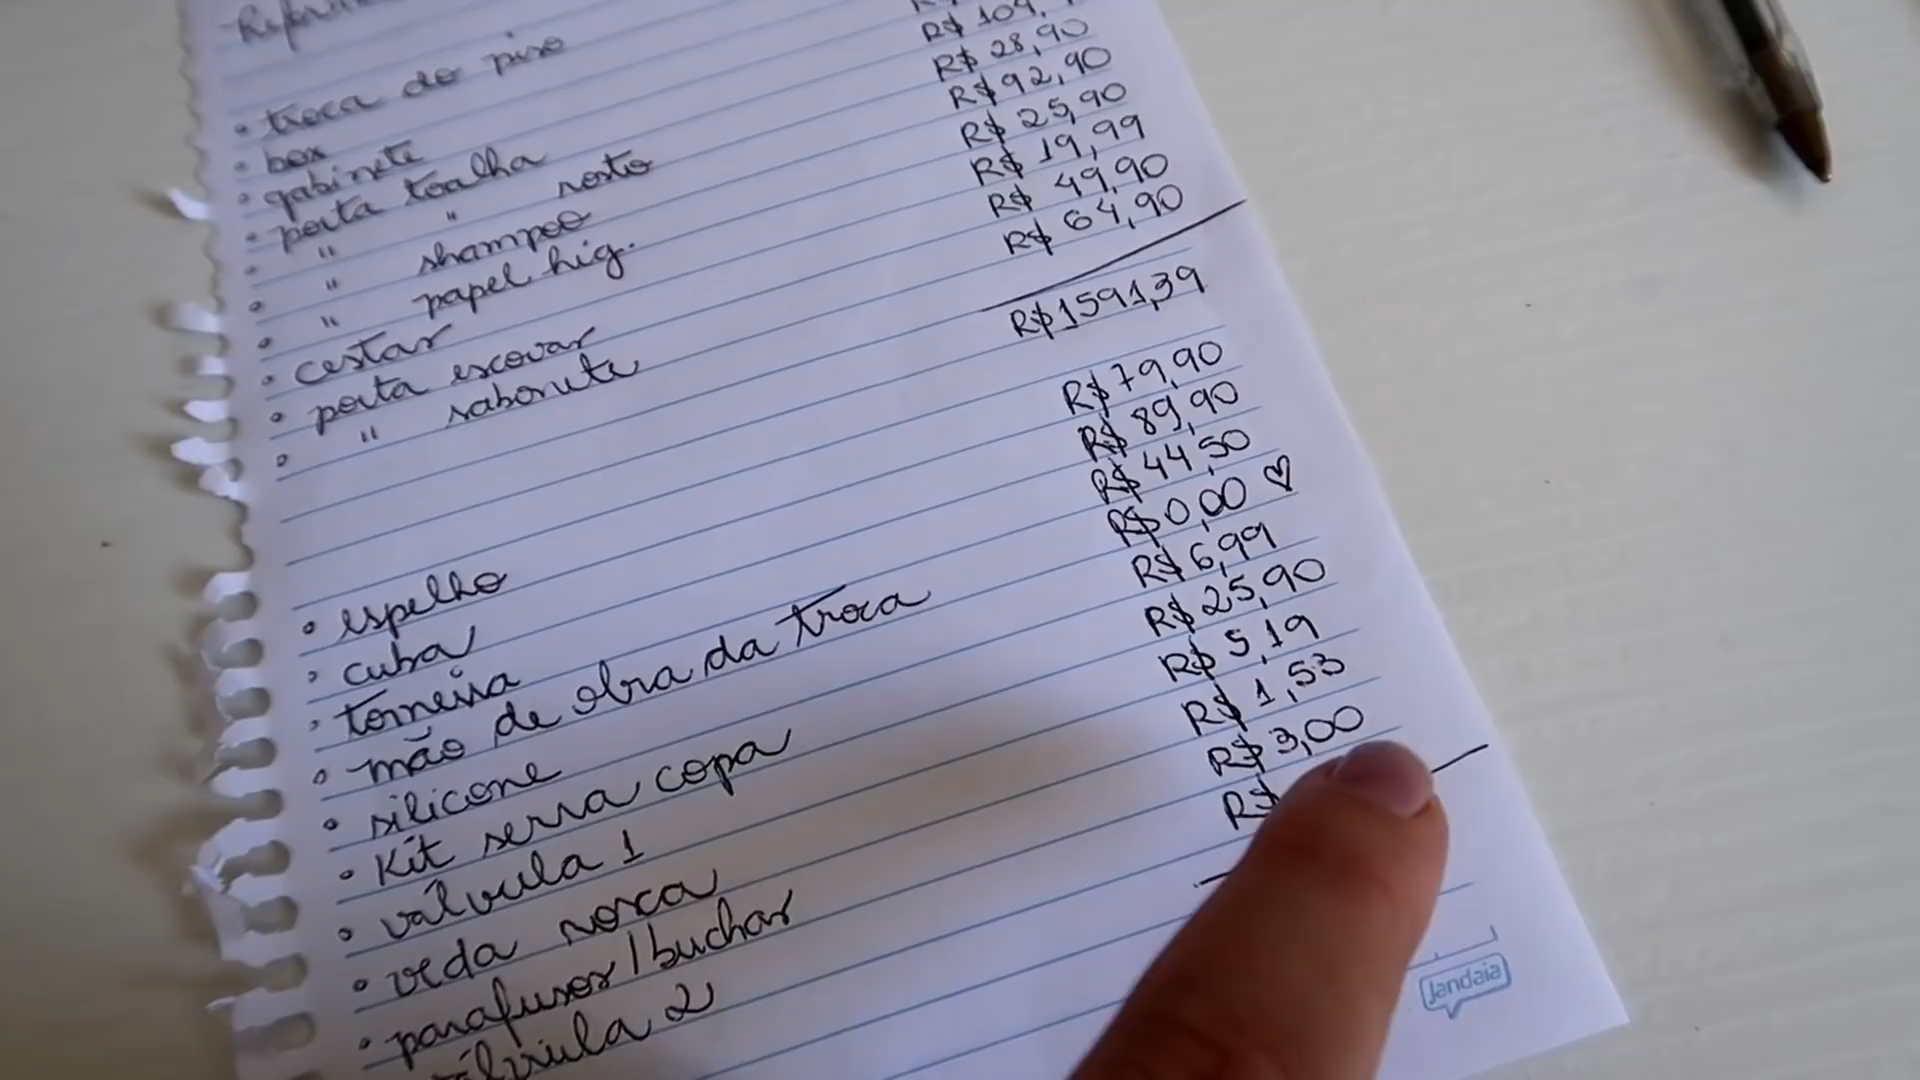 • troca do piso
• box
• gabinete
• porta toalha R$ 109,
• " " rosto R$ 28,90
• " shampoo R$ 92,90
• " papel hig. R$ 25,90
• cestas R$ 19,99
• porta escovas R$ 49,90
• " sabonete R$ 64,90
R$ 1591,39
• espelho R$ 79,90
• cuba R$ 89,90
• torneira R$ 44,50
• mão de obra da troca R$ 0,00 ♡
• silicone R$ 6,99
• Kit serra copa R$ 25,90
• válvula 1 R$ 5,19
• veda rosca R$ 1,53
• parafusos/buchas R$ 3,00
válvula 2 R$
Jandaia